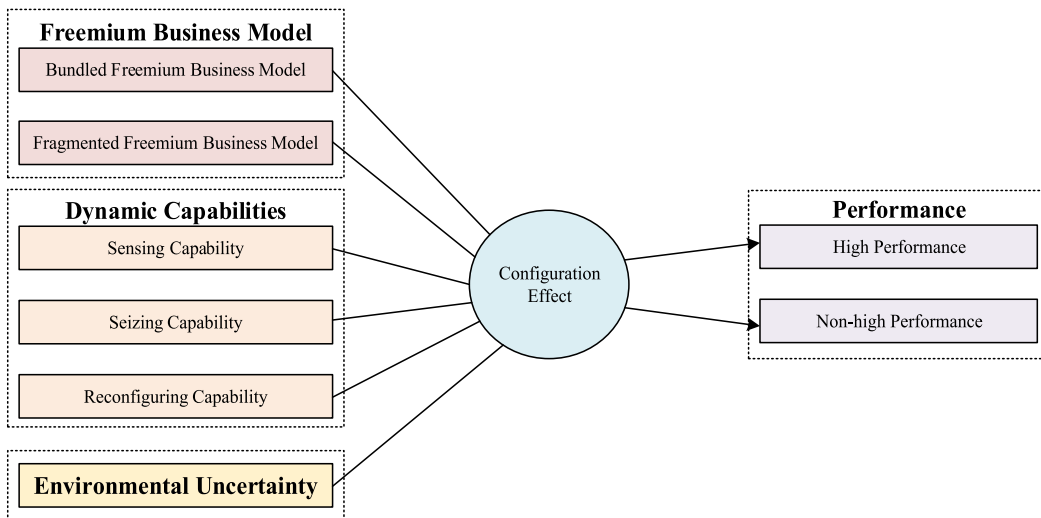 Freemium Business Model
Bundled Freemium Business Model
Fragmented Freemium Business Model
Dynamic Capabilities
Sensing Capability
Seizing Capability
Reconfiguring Capability
Environmental Uncertainty
Configuration
Effect
Performance
High Performance
Non-high Performance